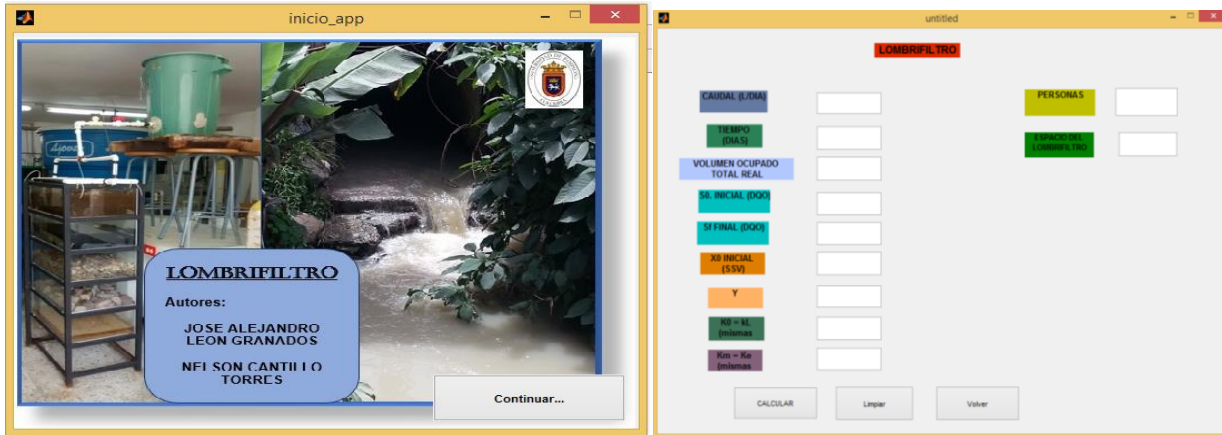 inicio_app
LOMBRIFILTRO
Autores:
JOSE ALEJANDRO
LEON GRANADOS
NELSON CANTILLO
TORRES
Continuar...
untitled
LOMBRIFILTRO
CAUDAL (L/DIA)
TIEMPO
(DIAS)
VOLUMEN OCUPADO
TOTAL REAL
S0. INICIAL (DQO)
Sf FINAL (DQO)
X0 INICIAL
(SSV)
Y
K0 = kL
(mismas
Km = Ke
(mismas
PERSONAS
ESPACIO DEL
LOMBRIFILTRO
CALCULAR
Limpiar
Volver